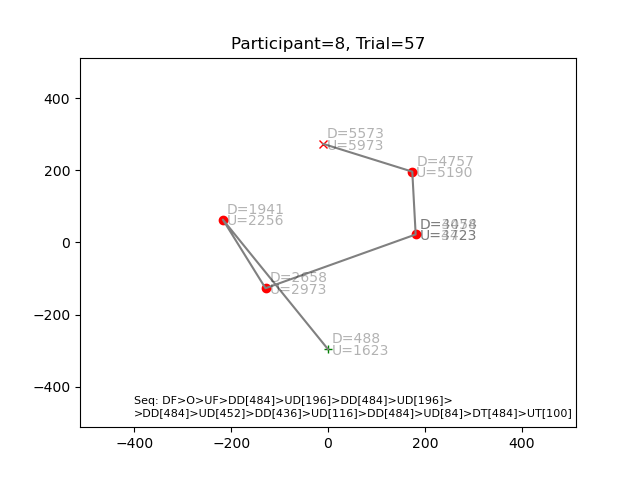 Participant=8, Trial=57
400
200
0
−200
−400
−400
−200
0
200
400
D=5573
U=5973
D=4757
U=5190
D=1941
U=2256
D=2658
U=2973
D=488
U=1623
Seq: DF>O>UF>DD[484]>UD[196]>DD[484]>UD[196]>
>DD[484]>UD[452]>DD[436]>UD[116]>DD[484]>UD[84]>DT[484]>UT[100]